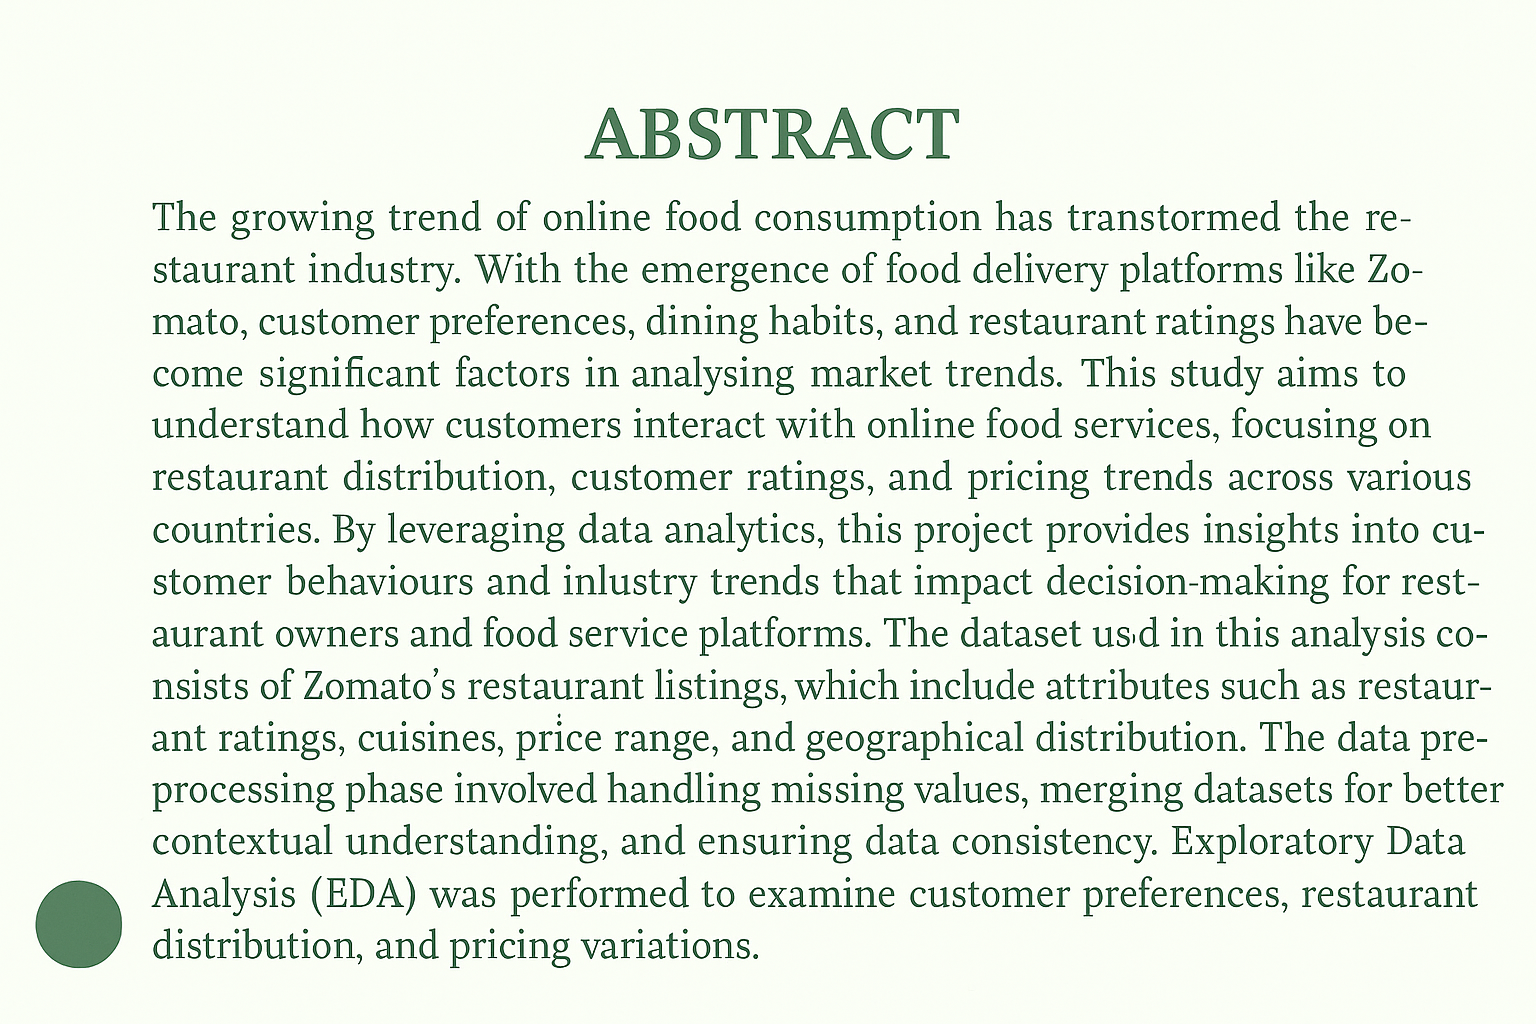 ABSTRACT
The growing trend of online food consumption has transtormed the re-
staurant industry. With the emergence of food delivery platforms like Zo-
mato, customer preferences, dining habits, and restaurant ratings have be-
come significant factors in analysing market trends. This study aims to
understand how customers interact with online food services, focusing on
restaurant distribution, customer ratings, and pricing trends across various
countries. By leveraging data analytics, this project provides insights into cu-
stomer behaviours and inlustry trends that impact decision-making for rest-
aurant owners and food service platforms. The dataset usıd in this analysis co-
nsists of Zomato’s restaurant listings, which include attributes such as restaur-
ant ratings, cuisines, price range, and geographical distribution. The data pre-
processing phase involved handling missing values, merging datasets for better
contextual understanding, and ensuring data consistency. Exploratory Data
Analysis (EDA) was performed to examine customer preferences, restaurant
distribution, and pricing variations.